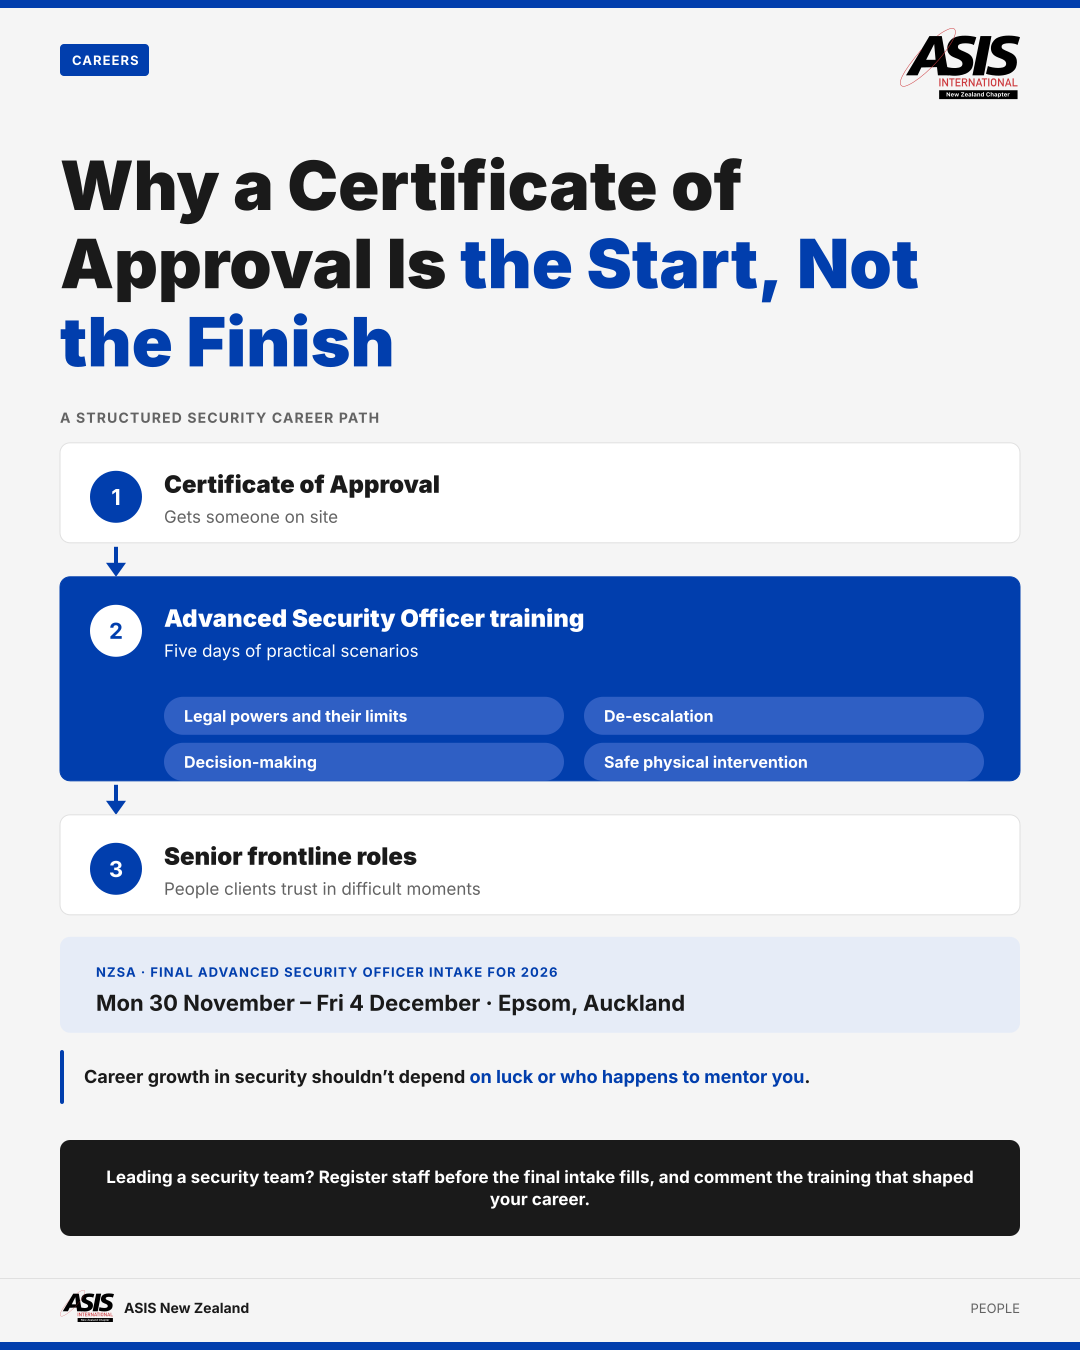 CAREERS
ASIS
INTERNATIONAL
New Zealand Chapter
Why a Certificate of
Approval Is the Start, Not
the Finish
A STRUCTURED SECURITY CAREER PATH
1
Certificate of Approval
Gets someone on site
2
Advanced Security Officer training
Five days of practical scenarios
Legal powers and their limits
De-escalation
Decision-making
Safe physical intervention
3
Senior frontline roles
People clients trust in difficult moments
NZSA · FINAL ADVANCED SECURITY OFFICER INTAKE FOR 2026
Mon 30 November – Fri 4 December · Epsom, Auckland
Career growth in security shouldn’t depend on luck or who happens to mentor you.
Leading a security team? Register staff before the final intake fills, and comment the training that shaped
your career.
ASIS
INTERNATIONAL
New Zealand Chapter
ASIS New Zealand
PEOPLE